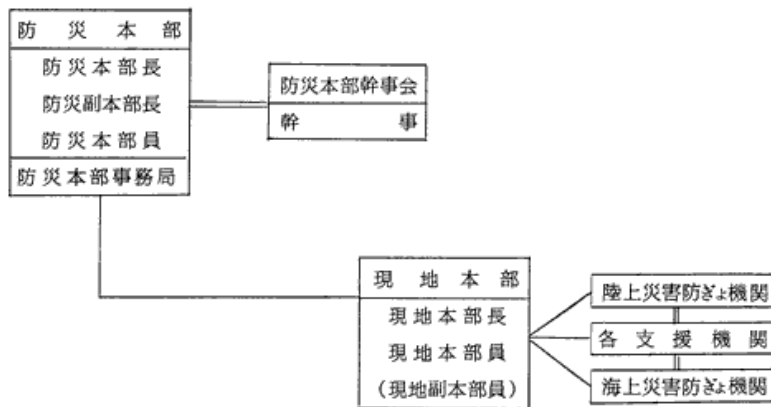 防災本部
防災本部長
防災副本部長
防災本部員
防災本部事務局
防災本部幹事会
幹事
現地本部
現地本部長
現地本部員
(現地副本部員)
陸上災害防ぎょ機関
各支援機関
海上災害防ぎょ機関